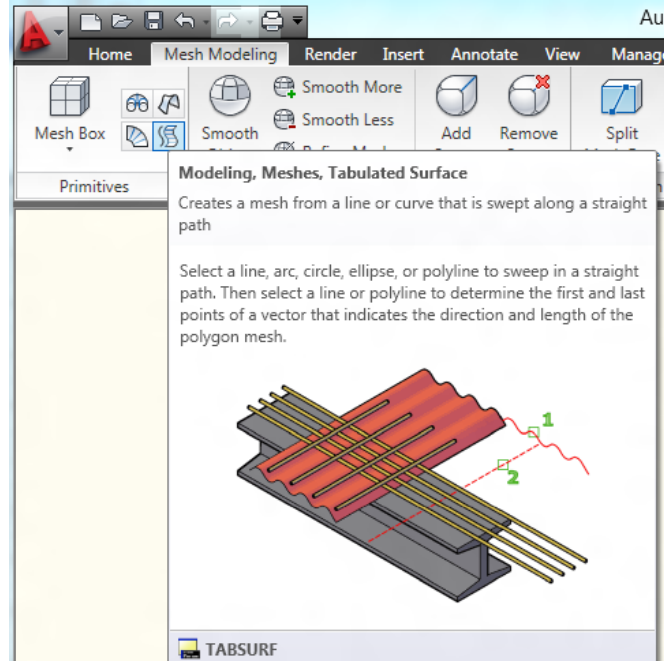 Au
Home Mesh Modeling Render Insert Annotate View Manage
Mesh Box
Smooth
Smooth More
Smooth Less
Add
Remove
Split
Primitives
Modeling, Meshes, Tabulated Surface
Creates a mesh from a line or curve that is swept along a straight
path
Select a line, arc, circle, ellipse, or polyline to sweep in a straight
path. Then select a line or polyline to determine the first and last
points of a vector that indicates the direction and length of the
polygon mesh.
1
2
TABSURF